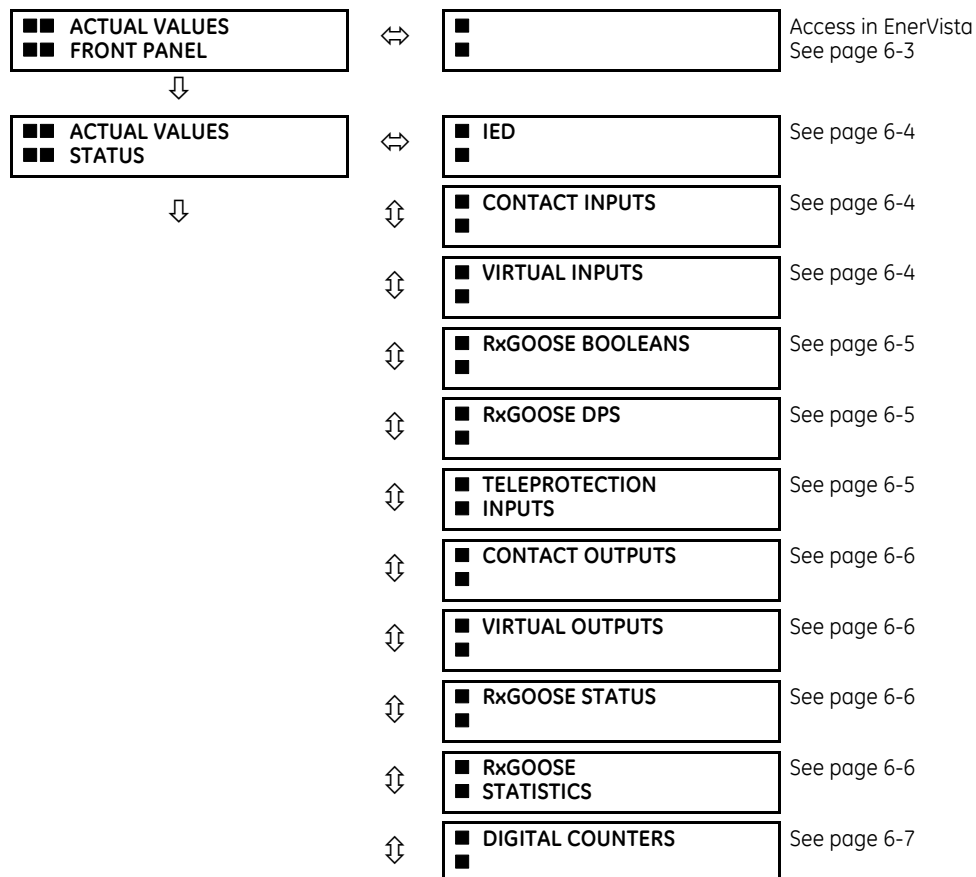 ■■ ACTUAL VALUES
■■ FRONT PANEL
■
■
Access in EnerVista
See page 6-3
■■ ACTUAL VALUES
■■ STATUS
■ IED
■
See page 6-4
■ CONTACT INPUTS
■
See page 6-4
■ VIRTUAL INPUTS
■
See page 6-4
■ RxGOOSE BOOLEANS
■
See page 6-5
■ RxGOOSE DPS
■
See page 6-5
■ TELEPROTECTION
■ INPUTS
See page 6-5
■ CONTACT OUTPUTS
■
See page 6-6
■ VIRTUAL OUTPUTS
■
See page 6-6
■ RxGOOSE STATUS
■
See page 6-6
■ RxGOOSE
■ STATISTICS
See page 6-6
■ DIGITAL COUNTERS
■
See page 6-7